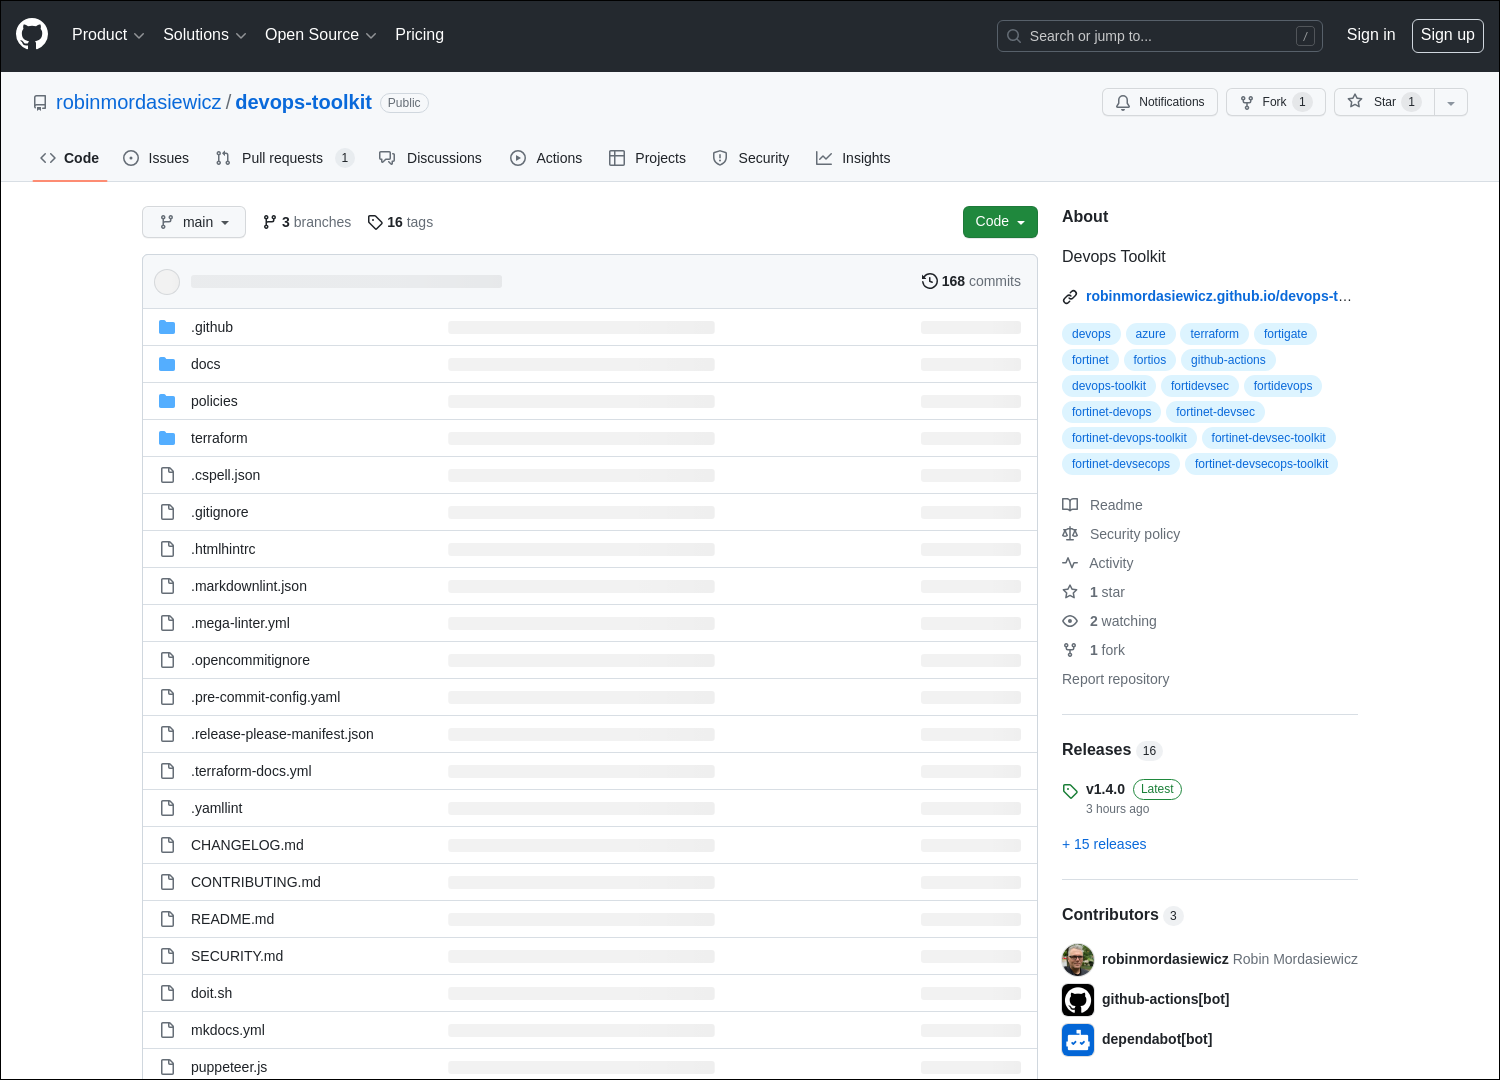 Product Solutions Open Source Pricing Search or jump to... / Sign in Sign up
robinmordasiewicz / devops-toolkit Public Notifications Fork 1 Star 1
Code Issues Pull requests 1 Discussions Actions Projects Security Insights
main 3 branches 16 tags Code
168 commits
.github
docs
policies
terraform
.cspell.json
.gitignore
.htmlhintrc
.markdownlint.json
.mega-linter.yml
.opencommitignore
.pre-commit-config.yaml
.release-please-manifest.json
.terraform-docs.yml
.yamllint
CHANGELOG.md
CONTRIBUTING.md
README.md
SECURITY.md
doit.sh
mkdocs.yml
puppeteer.js
About
Devops Toolkit
robinmordasiewicz.github.io/devops-t...
devops azure terraform fortigate
fortinet fortios github-actions
devops-toolkit fortidevsec fortidevops
fortinet-devops fortinet-devsec
fortinet-devops-toolkit fortinet-devsec-toolkit
fortinet-devsecops fortinet-devsecops-toolkit
Readme
Security policy
Activity
1 star
2 watching
1 fork
Report repository
Releases 16
v1.4.0 Latest
3 hours ago
+ 15 releases
Contributors 3
robinmordasiewicz Robin Mordasiewicz
github-actions[bot]
dependabot[bot]